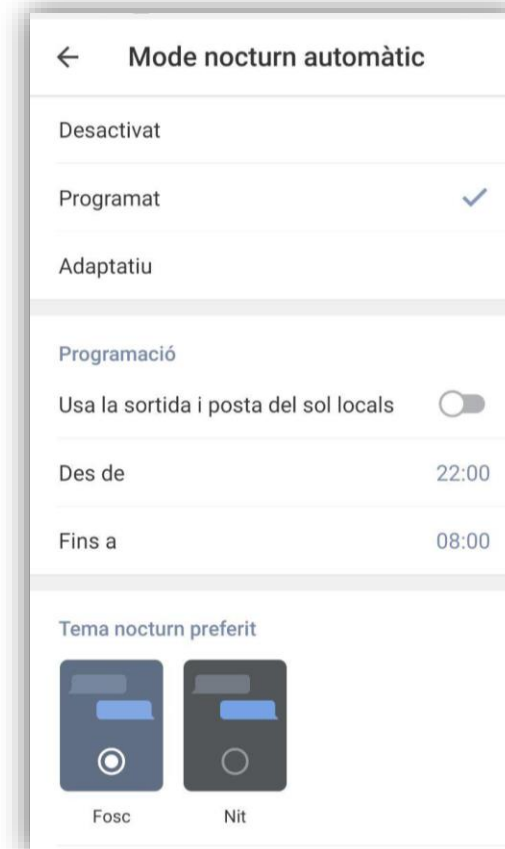 Mode nocturn automàtic
Desactivat
Programat
Adaptatiu
Programació
Usa la sortida i posta del sol locals
Des de 22:00
Fins a 08:00
Tema nocturn preferit
Fosc Nit